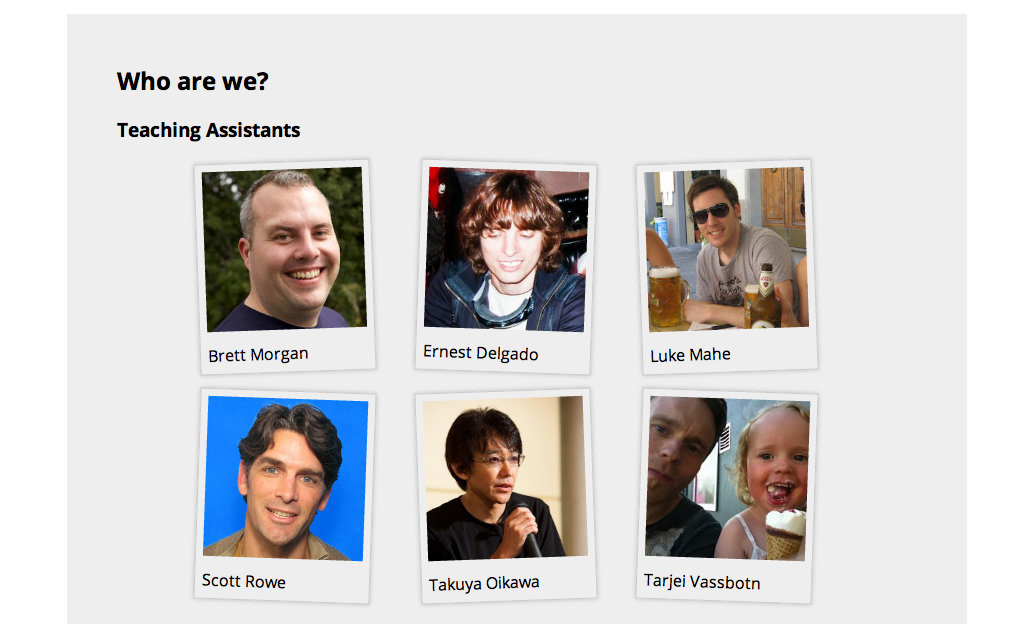 Who are we?
Teaching Assistants
Brett Morgan
Ernest Delgado
Luke Mahe
Scott Rowe
Takuya Oikawa
Tarjei Vassbotn